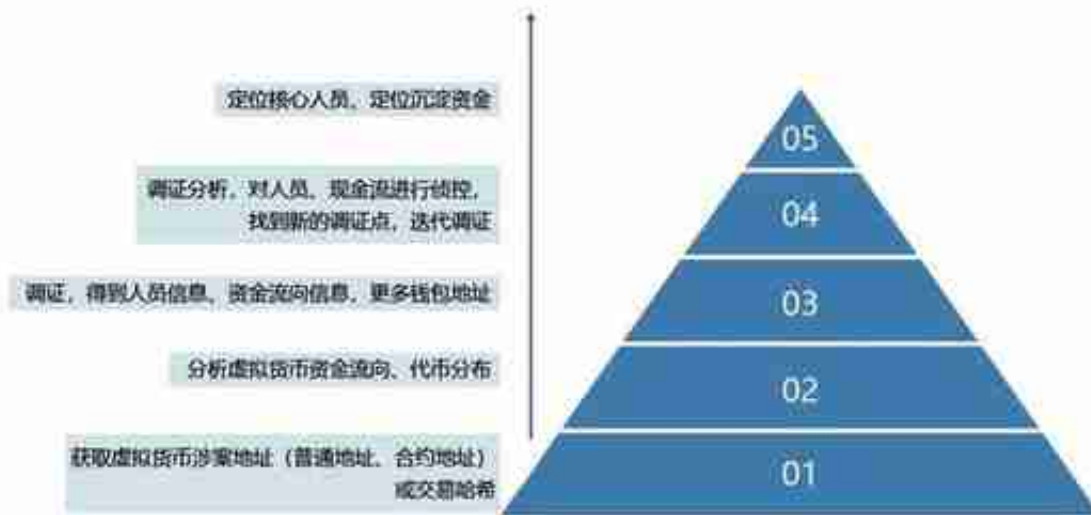 定位核心人员、定位沉淀资金
05
调证分析，对人员、现金流进行侦控，
找到新的调证点，迭代调证
04
调证，得到人员信息、资金流向信息、更多钱包地址
03
分析虚拟货币资金流向、代币分布
02
获取虚拟货币涉案地址（普通地址、合约地址）
或交易哈希
01